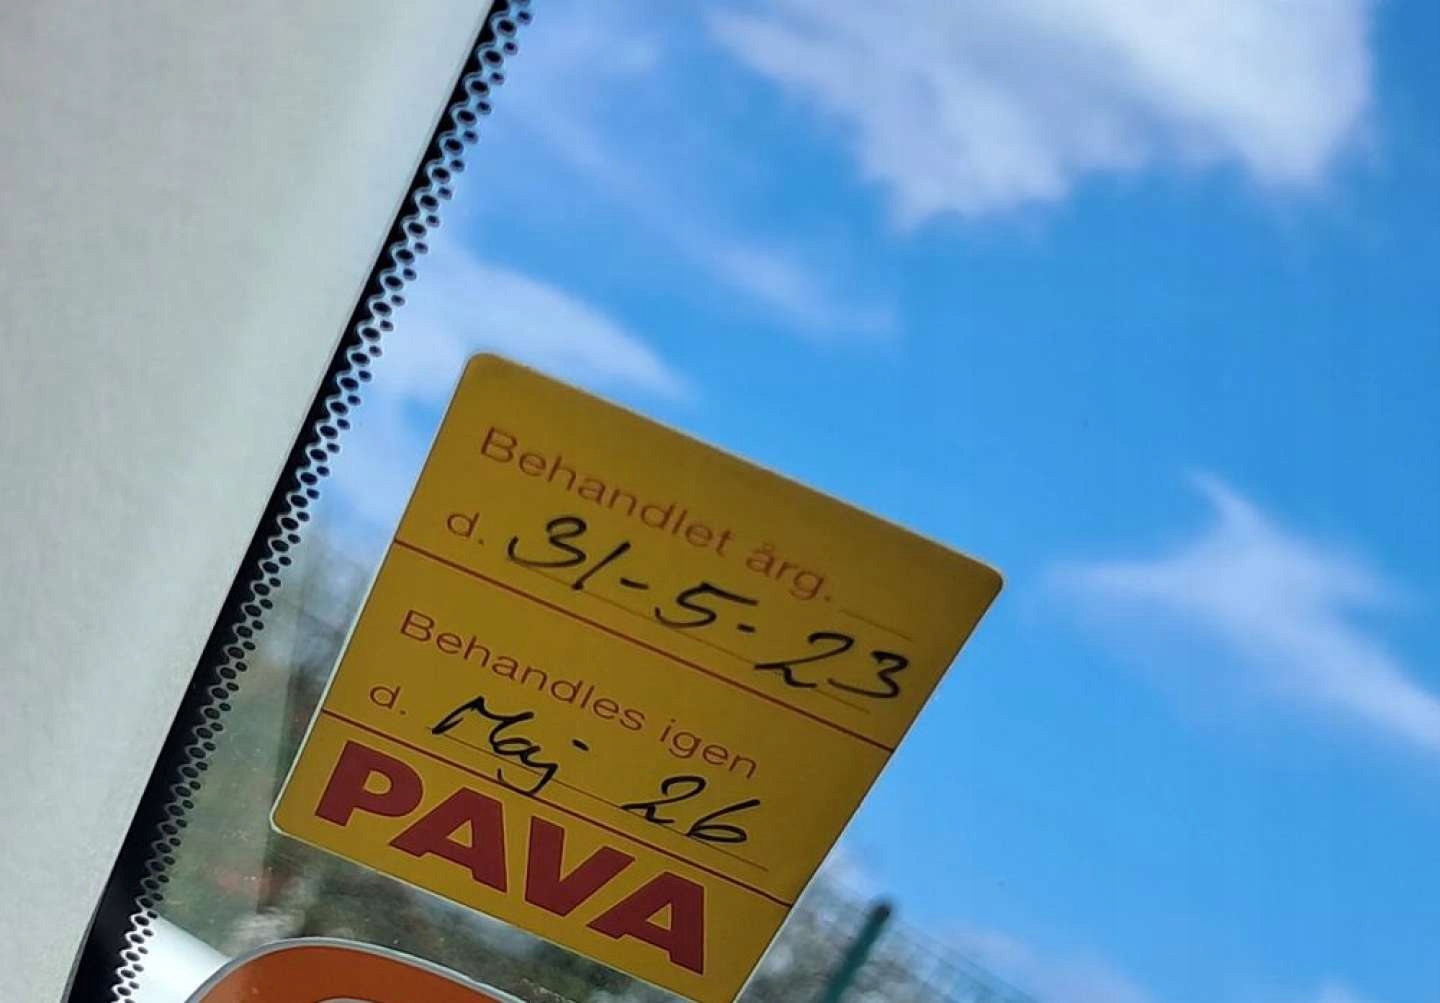 Behandlet årg.
d. 31-5-23
Behandles igen
d. Maj 26
PAVA